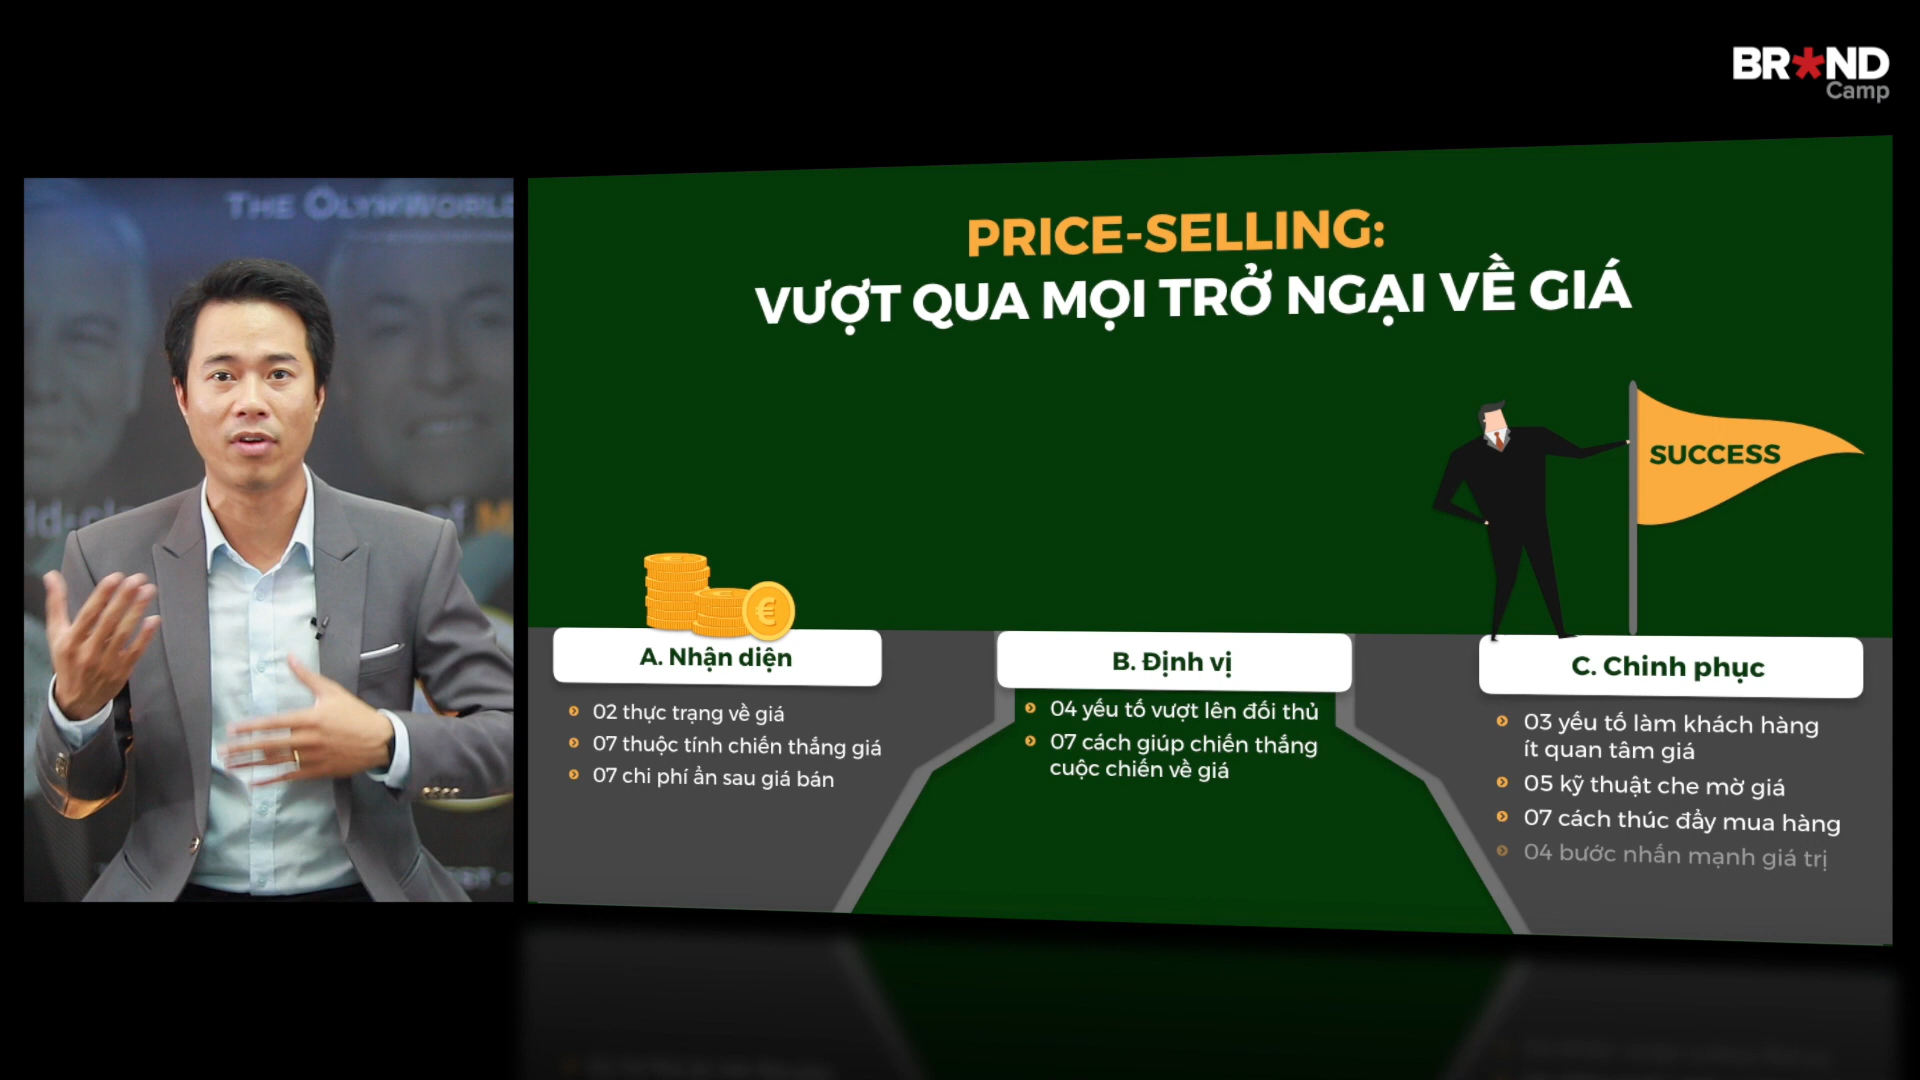 BR*ND
Camp
THE OLYMWORLD
PRICE-SELLING:
VƯỢT QUA MỌI TRỞ NGẠI VỀ GIÁ
SUCCESS
A. Nhận diện
02 thực trạng về giá
07 thuộc tính chiến thắng giá
07 chi phí ẩn sau giá bán
B. Định vị
04 yếu tố vượt lên đối thủ
07 cách giúp chiến thắng
cuộc chiến về giá
C. Chinh phục
03 yếu tố làm khách hàng
ít quan tâm giá
05 kỹ thuật che mờ giá
07 cách thúc đẩy mua hàng
04 bước nhấn mạnh giá trị